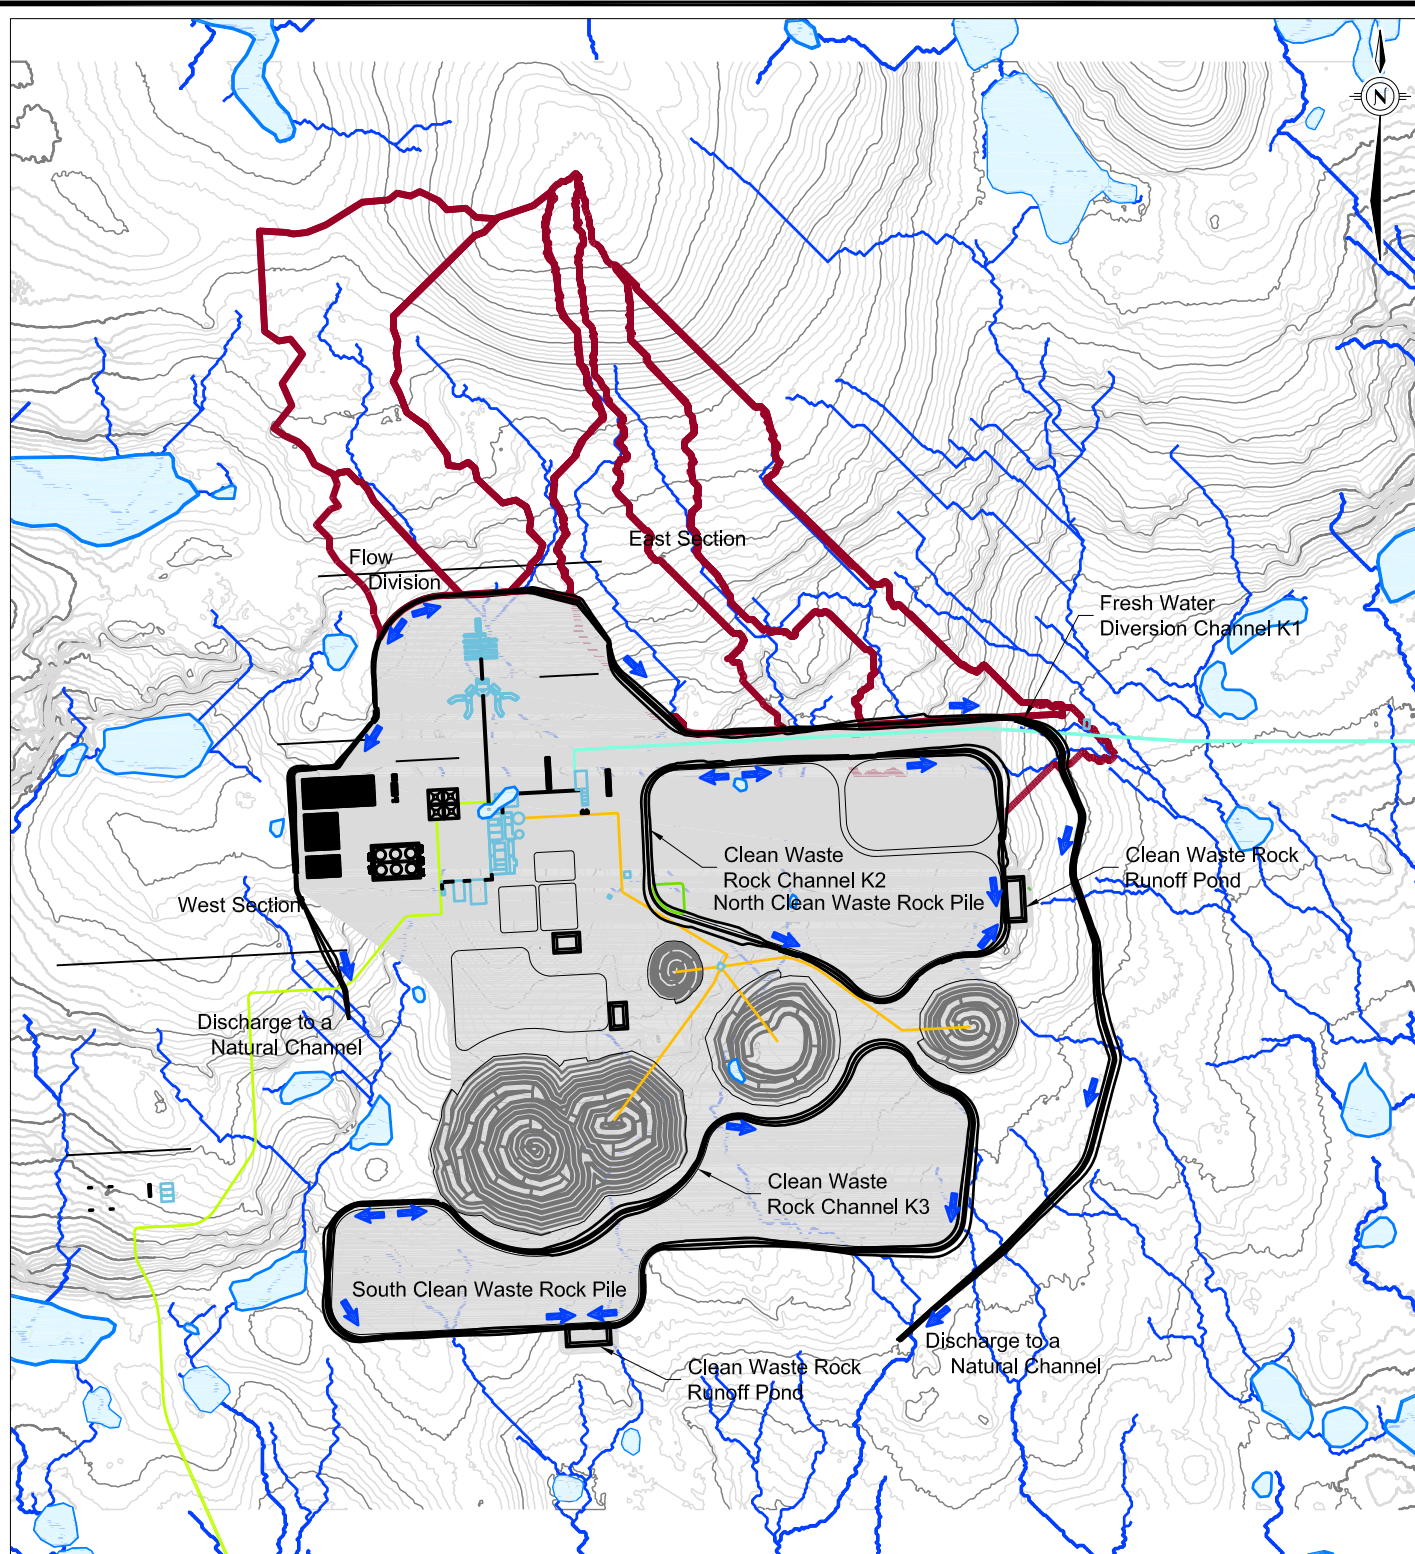 N
East Section
Flow
Division
Fresh Water
Diversion Channel K1
Clean Waste
Rock Channel K2
North Clean Waste Rock Pile
Clean Waste Rock
Runoff Pond
West Section
Discharge to a
Natural Channel
Clean Waste
Rock Channel K3
South Clean Waste Rock Pile
Discharge to a
Natural Channel
Clean Waste Rock
Runoff Pond